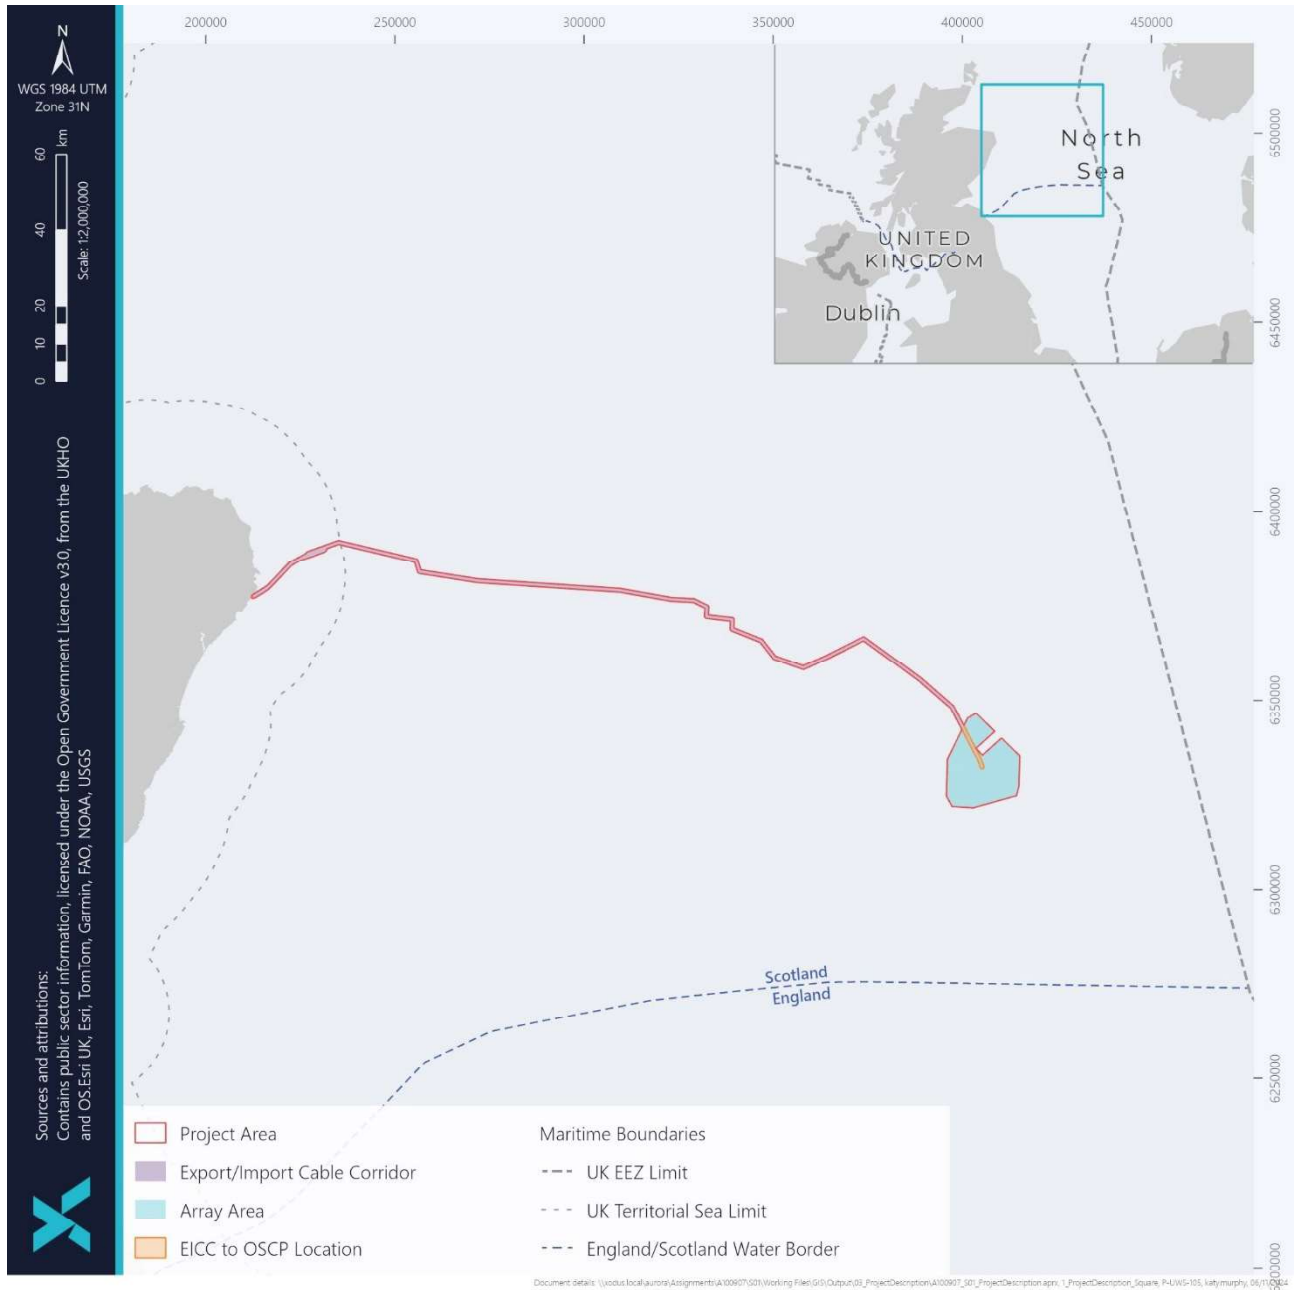 200000 250000 300000 350000 400000 450000
N
WGS 1984 UTM
Zone 31N
km
60
40
20
10
0
Scale: 1:2,000,000
North
Sea
UNITED
KINGDOM
Dublin
6500000
6450000
6400000
6350000
6300000
6250000
6200000
Sources and attributions:
Contains public sector information, licensed under the Open Government Licence v3.0, from the UKHO
and OS.Esri UK, Esri, TomTom, Garmin, FAO, NOAA, USGS
Scotland
England
Project Area
Export/Import Cable Corridor
Array Area
EICC to OSCP Location
Maritime Boundaries
UK EEZ Limit
UK Territorial Sea Limit
England/Scotland Water Border
Document details: